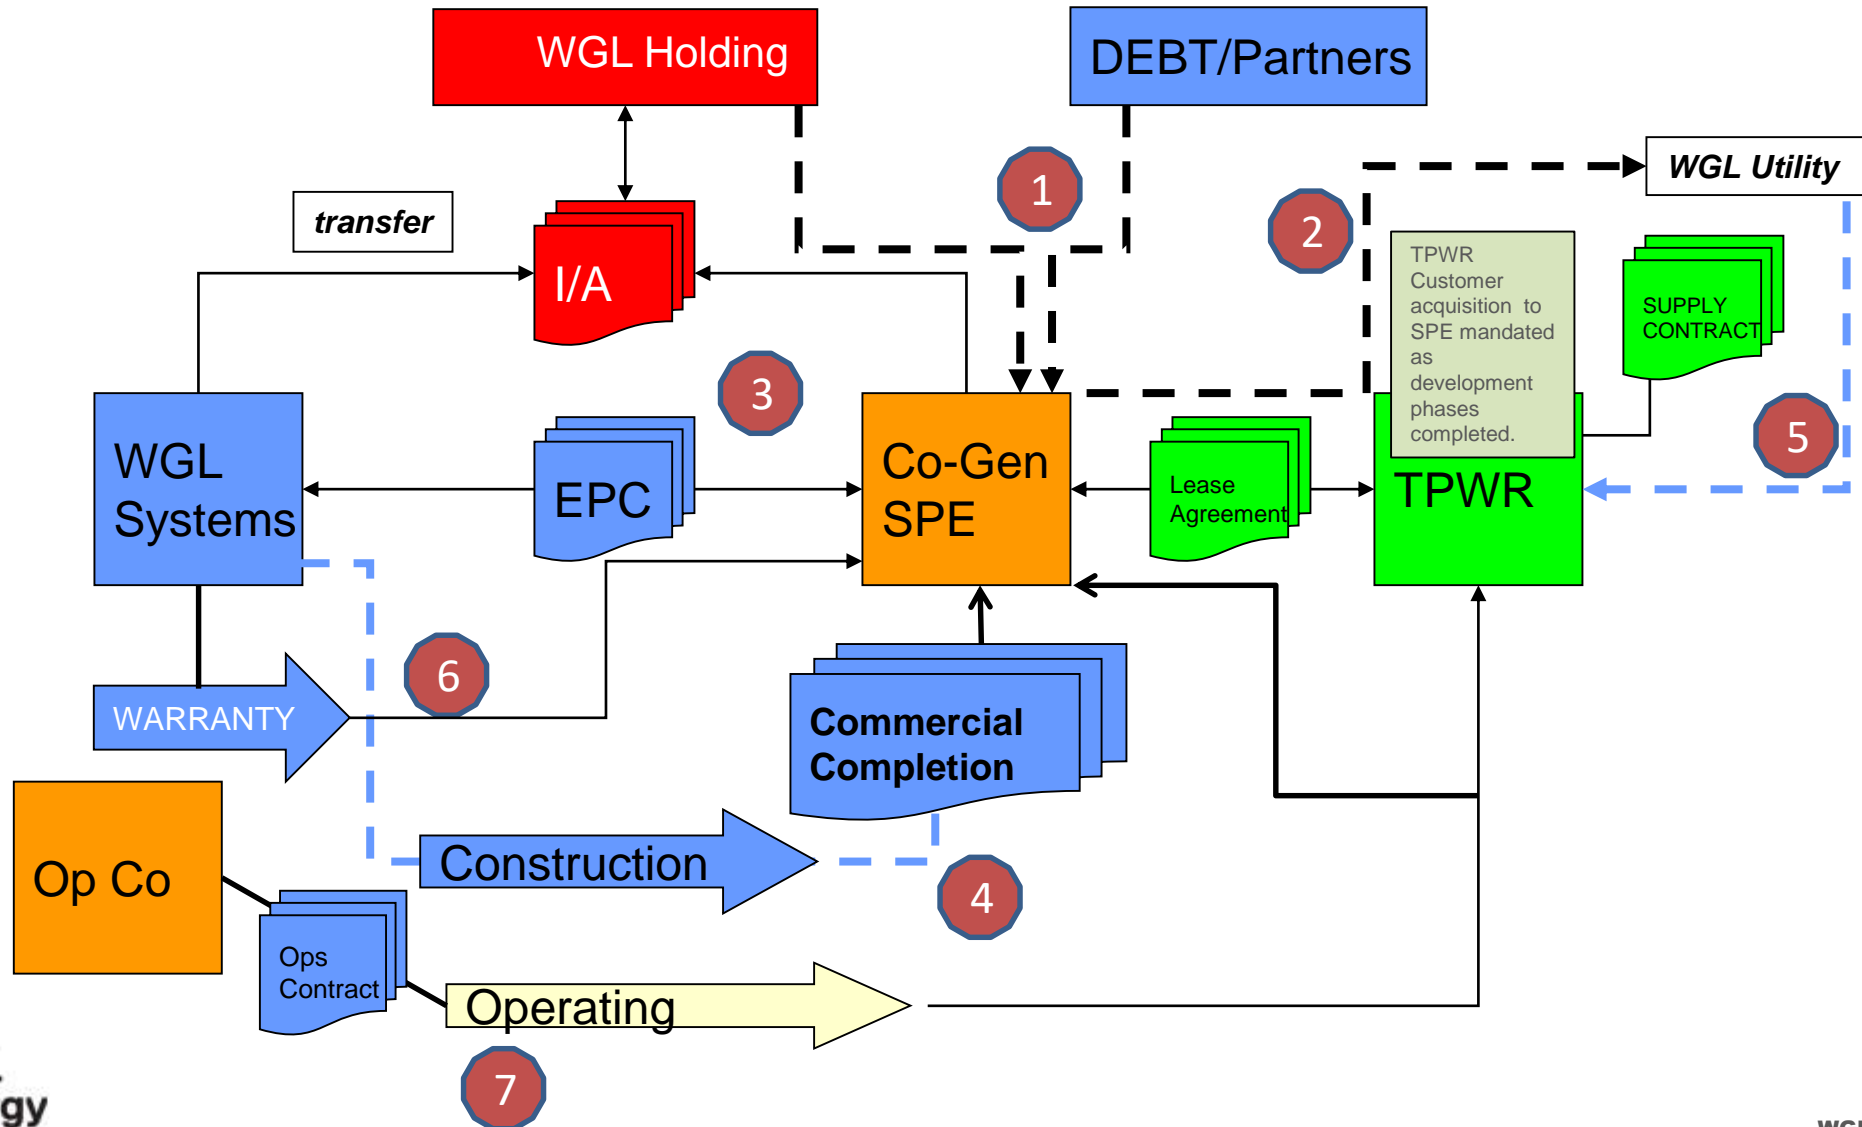 WGL Holding
DEBT/Partners
WGL Utility
1
2
transfer
I/A
TPWR
Customer
acquisition to
SPE mandated
as
development
phases
completed.
SUPPLY
CONTRACT
3
5
WGL
Systems
EPC
Co-Gen
SPE
Lease
Agreement
TPWR
6
WARRANTY
Commercial
Completion
Op Co
Construction
4
Ops
Contract
Operating
7
gy